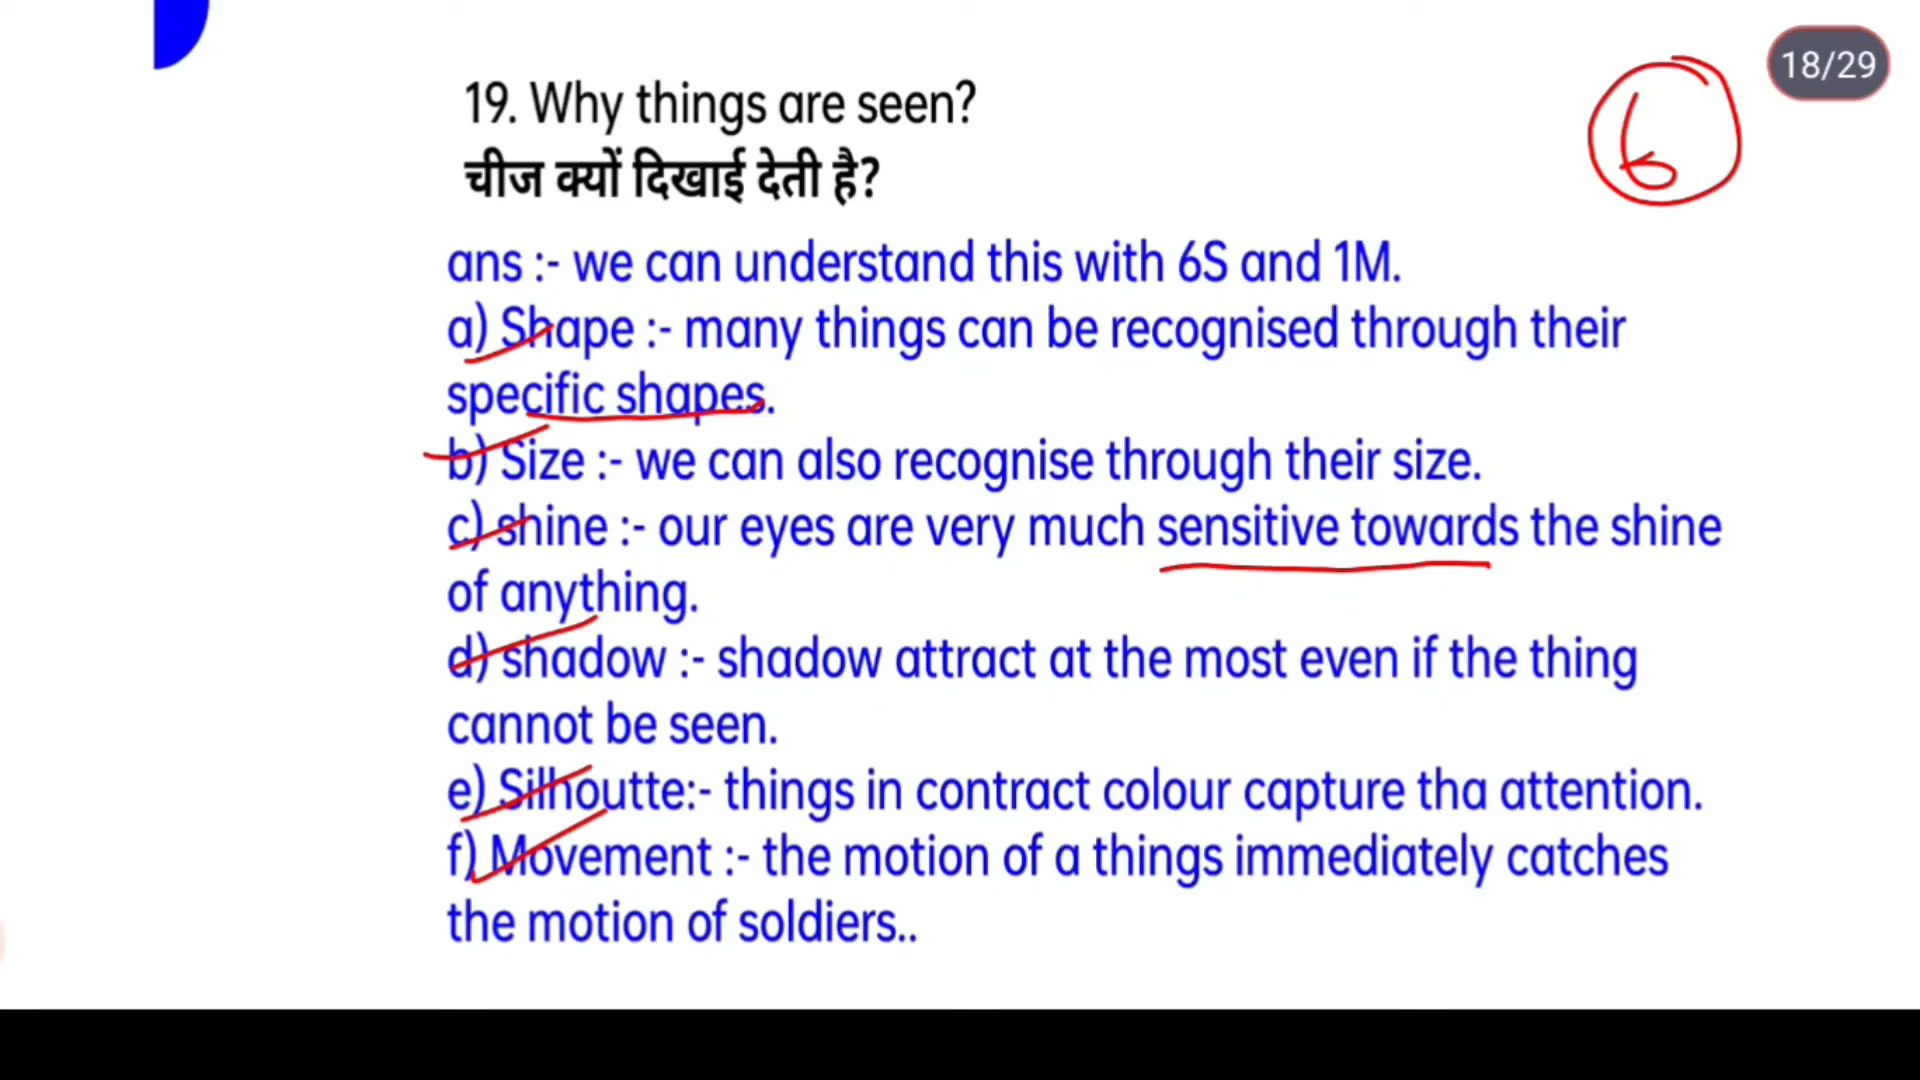 18/29
6
19. Why things are seen?
चीज क्यों दिखाई देती है?
ans :- we can understand this with 6S and 1M.
a) Shape :- many things can be recognised through their
specific shapes.
b) Size :- we can also recognise through their size.
c) shine :- our eyes are very much sensitive towards the shine
of anything.
d) shadow :- shadow attract at the most even if the thing
cannot be seen.
e) Silhoutte:- things in contract colour capture tha attention.
f) Movement :- the motion of a things immediately catches
the motion of soldiers..